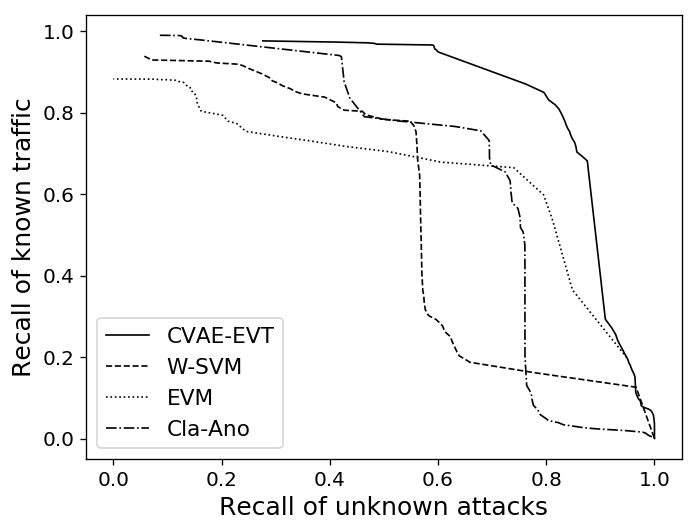 1.0
0.8
0.6
0.4
0.2
0.0
Recall of known traffic
CVAE-EVT
W-SVM
EVM
Cla-Ano
0.0 0.2 0.4 0.6 0.8 1.0
Recall of unknown attacks